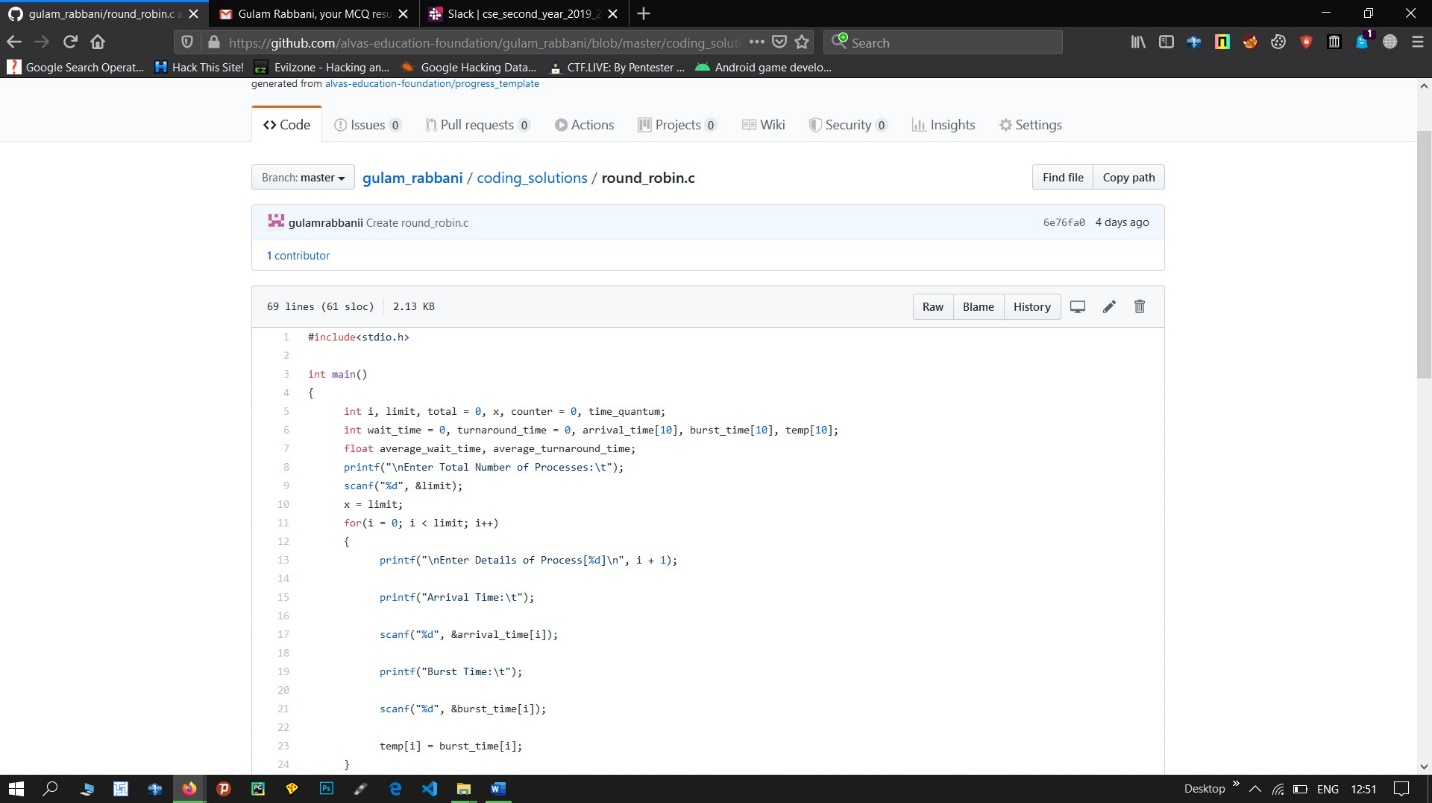 gulam_rabbani/round_robin.c a
Gulam Rabbani, your MCQ resu
Slack | cse_second_year_2019_2
https://github.com/alvas-education-foundation/gulam_rabbani/blob/master/coding_soluti
Search
Google Search Operat...
Hack This Site!
Evilzone - Hacking an...
Google Hacking Data...
CTF.LIVE: By Pentester ...
Android game develo...
generated from alvas-education-foundation/progress_template
Code
Issues 0
Pull requests 0
Actions
Projects 0
Wiki
Security 0
Insights
Settings
Branch: master
gulam_rabbani / coding_solutions / round_robin.c
Find file
Copy path
gulamrabbanii Create round_robin.c
6e76fa0 4 days ago
1 contributor
69 lines (61 sloc) 2.13 KB
Raw
Blame
History
1 #include<stdio.h>
2
3 int main()
4 {
5 int i, limit, total = 0, x, counter = 0, time_quantum;
6 int wait_time = 0, turnaround_time = 0, arrival_time[10], burst_time[10], temp[10];
7 float average_wait_time, average_turnaround_time;
8 printf("\nEnter Total Number of Processes:\t");
9 scanf("%d", &limit);
10 x = limit;
11 for(i = 0; i < limit; i++)
12 {
13 printf("\nEnter Details of Process[%d]\n", i + 1);
14
15 printf("Arrival Time:\t");
16
17 scanf("%d", &arrival_time[i]);
18
19 printf("Burst Time:\t");
20
21 scanf("%d", &burst_time[i]);
22
23 temp[i] = burst_time[i];
24 }
Desktop
ENG
12:51